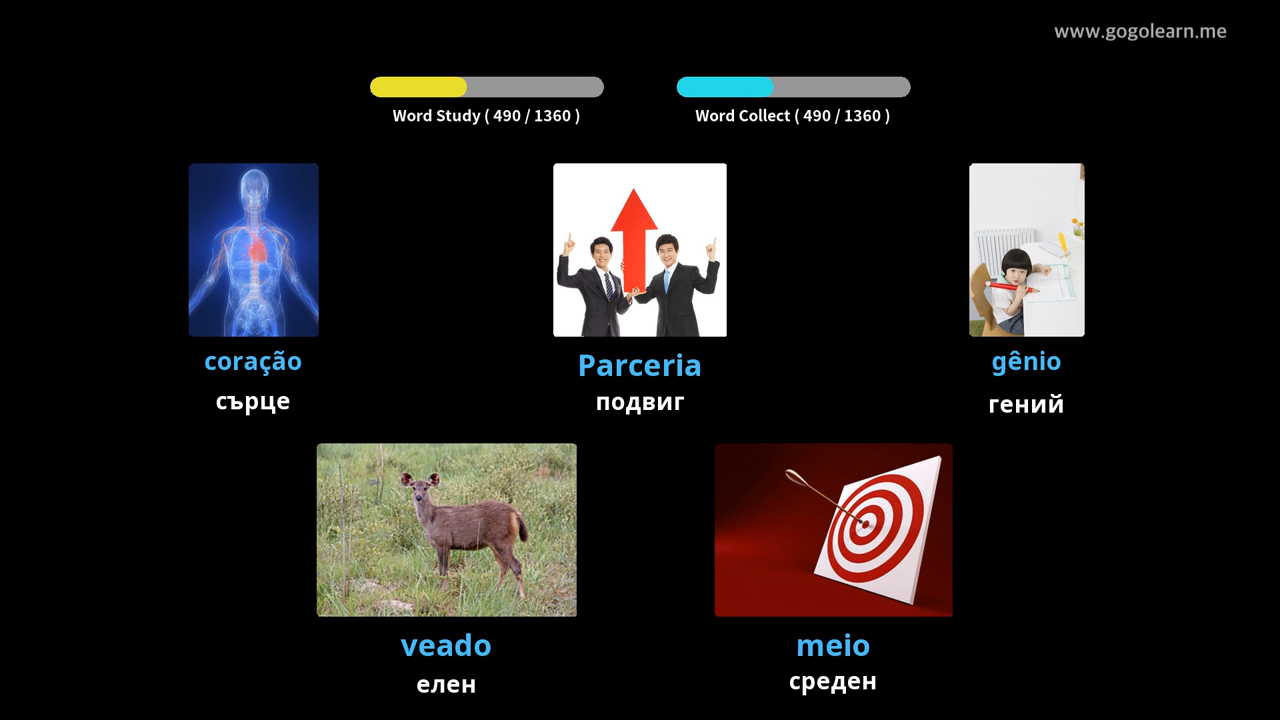 www.gogolearn.me
Word Study ( 490 / 1360 )
Word Collect ( 490 / 1360 )
coração
сърце
Parceria
подвиг
gênio
гений
veado
елен
meio
среден